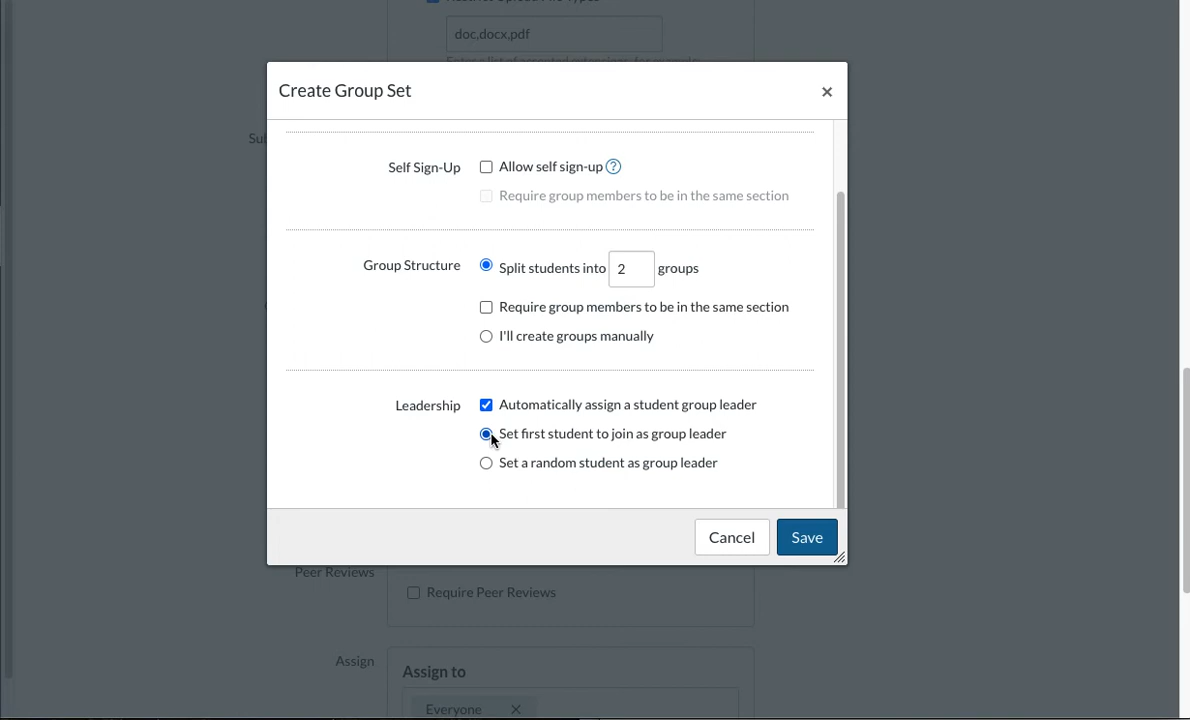 doc,docx,pdf
Create Group Set
×
Self Sign-Up
Allow self sign-up ?
Require group members to be in the same section
Group Structure
Split students into 2 groups
Require group members to be in the same section
I'll create groups manually
Leadership
Automatically assign a student group leader
Set first student to join as group leader
Set a random student as group leader
Cancel
Save
Peer Reviews
Require Peer Reviews
Assign
Assign to
Everyone ×